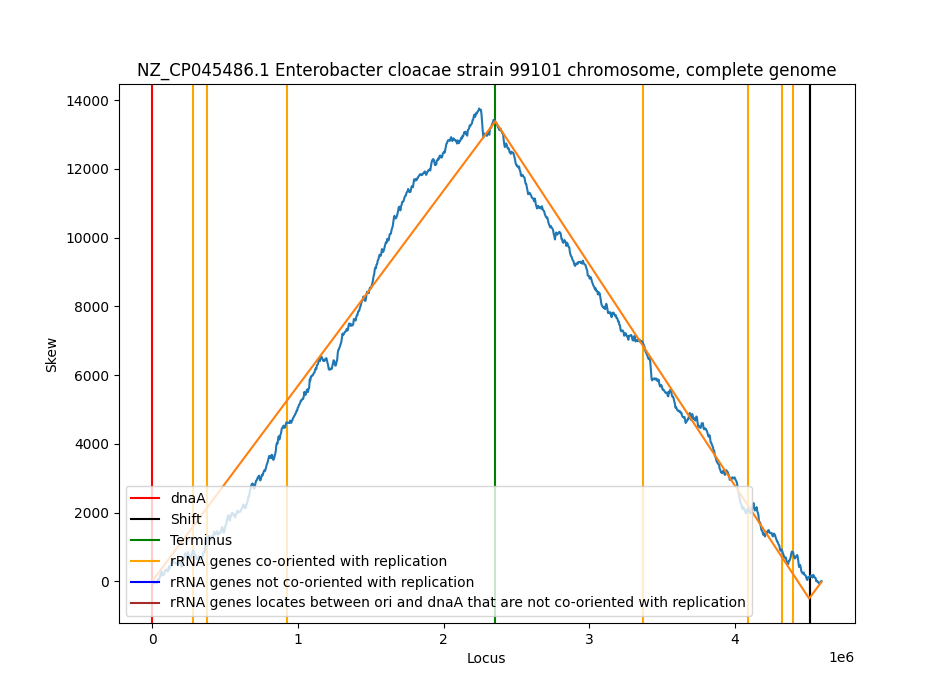 NZ_CP045486.1 Enterobacter cloacae strain 99101 chromosome, complete genome
14000
12000
10000
8000
6000
4000
2000
0
Skew
dnaA
Shift
Terminus
rRNA genes co-oriented with replication
rRNA genes not co-oriented with replication
rRNA genes locates between ori and dnaA that are not co-oriented with replication
0 1 2 3 4
1e6
Locus